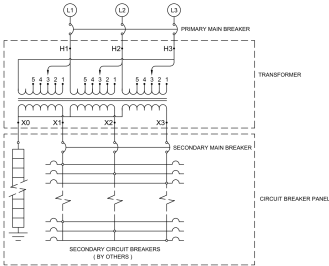 L1 L2 L3
PRIMARY MAIN BREAKER
H1 H2 H3
5 4 3 2 1 5 4 3 2 1 5 4 3 2 1
TRANSFORMER
X0 X1 X2 X3
SECONDARY MAIN BREAKER
CIRCUIT BREAKER PANEL
SECONDARY CIRCUIT BREAKERS
( BY OTHERS )